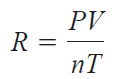 R = PV / nT